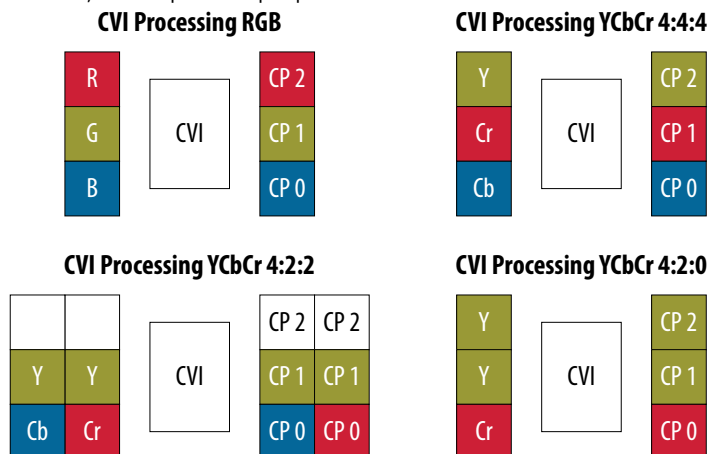 CVI Processing RGB
R
G
B
CVI
CP 2
CP 1
CP 0
CVI Processing YCbCr 4:4:4
Y
Cr
Cb
CVI
CP 2
CP 1
CP 0
CVI Processing YCbCr 4:2:2
Y Y
Cb Cr
CVI
CP 2 CP 2
CP 1 CP 1
CP 0 CP 0
CVI Processing YCbCr 4:2:0
Y
Y
Cr
CVI
CP 2
CP 1
CP 0